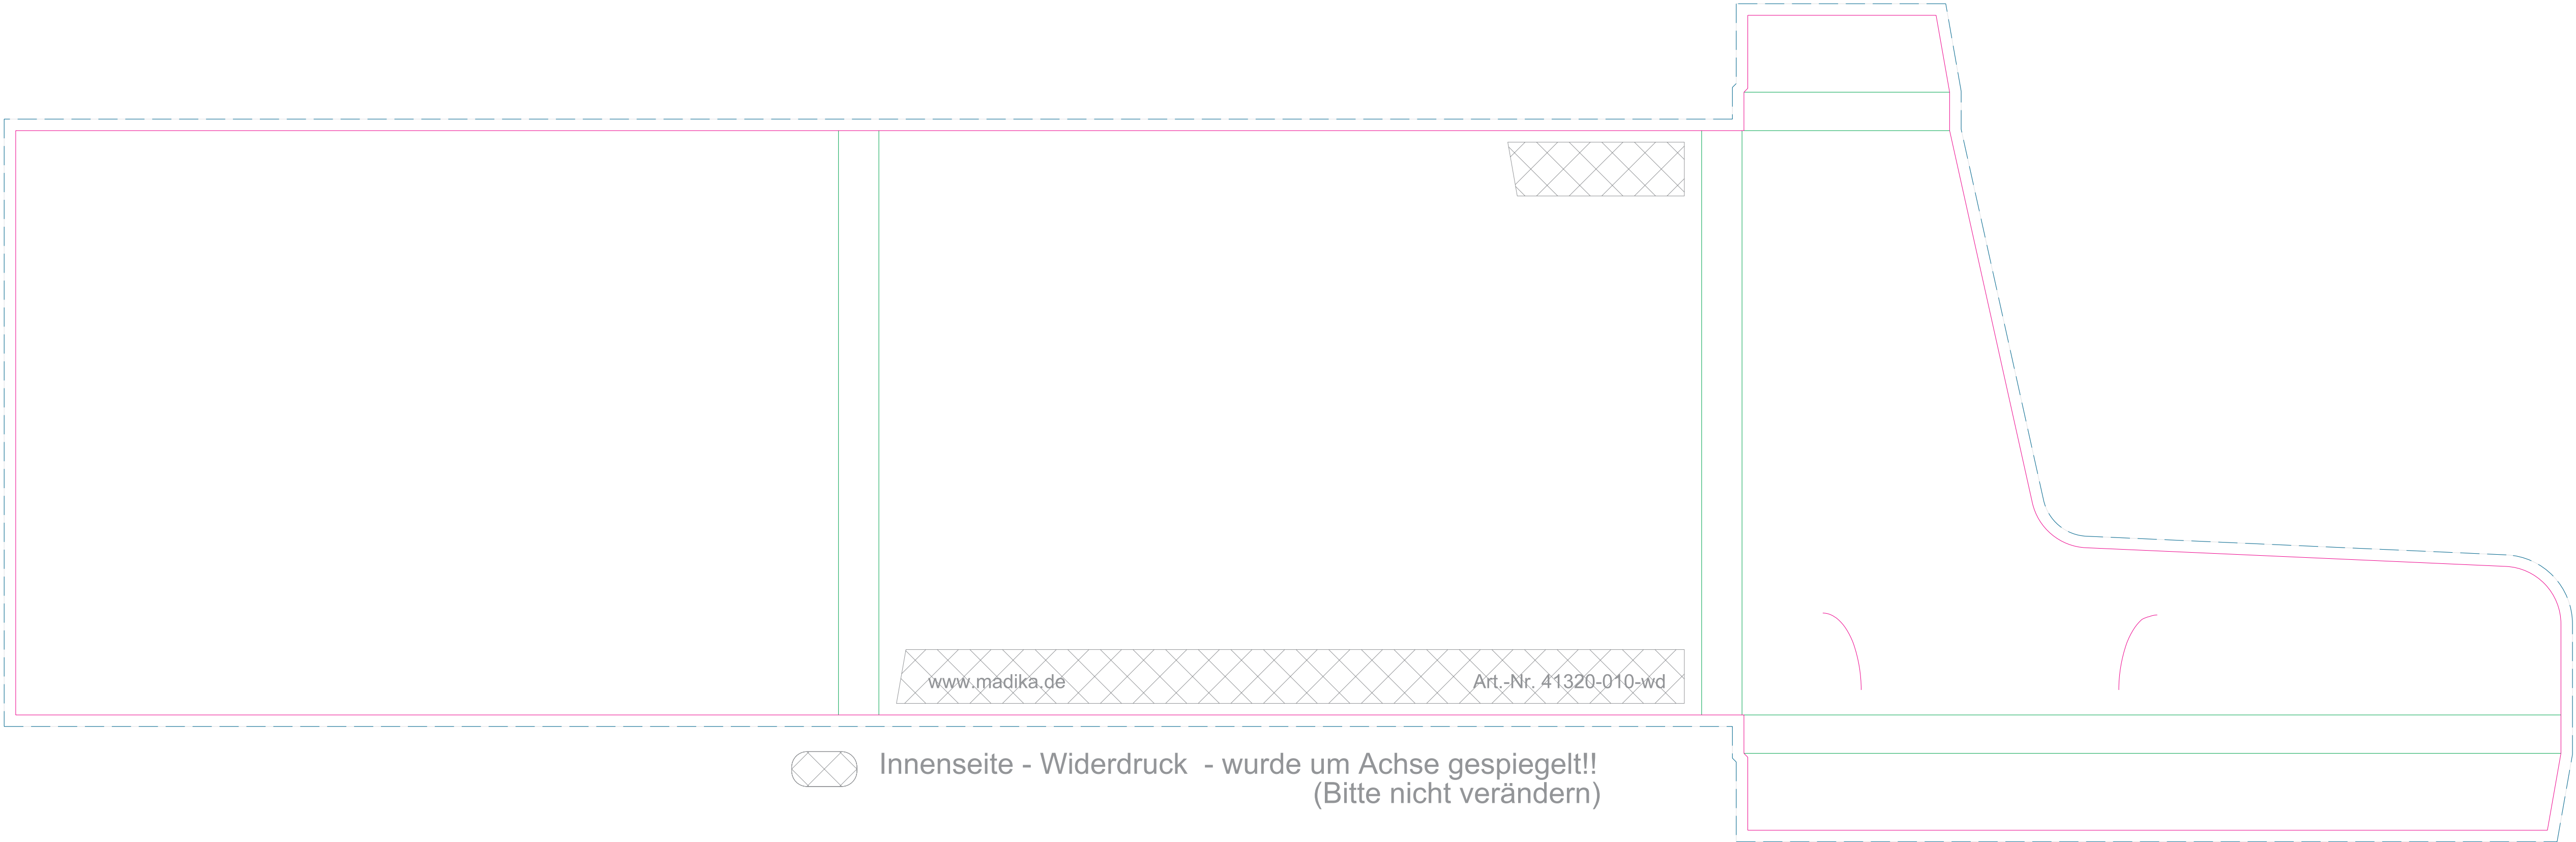 www.madika.de
Art.-Nr. 41320-010-wd
Innenseite - Widerdruck - wurde um Achse gespiegelt!!
(Bitte nicht verändern)